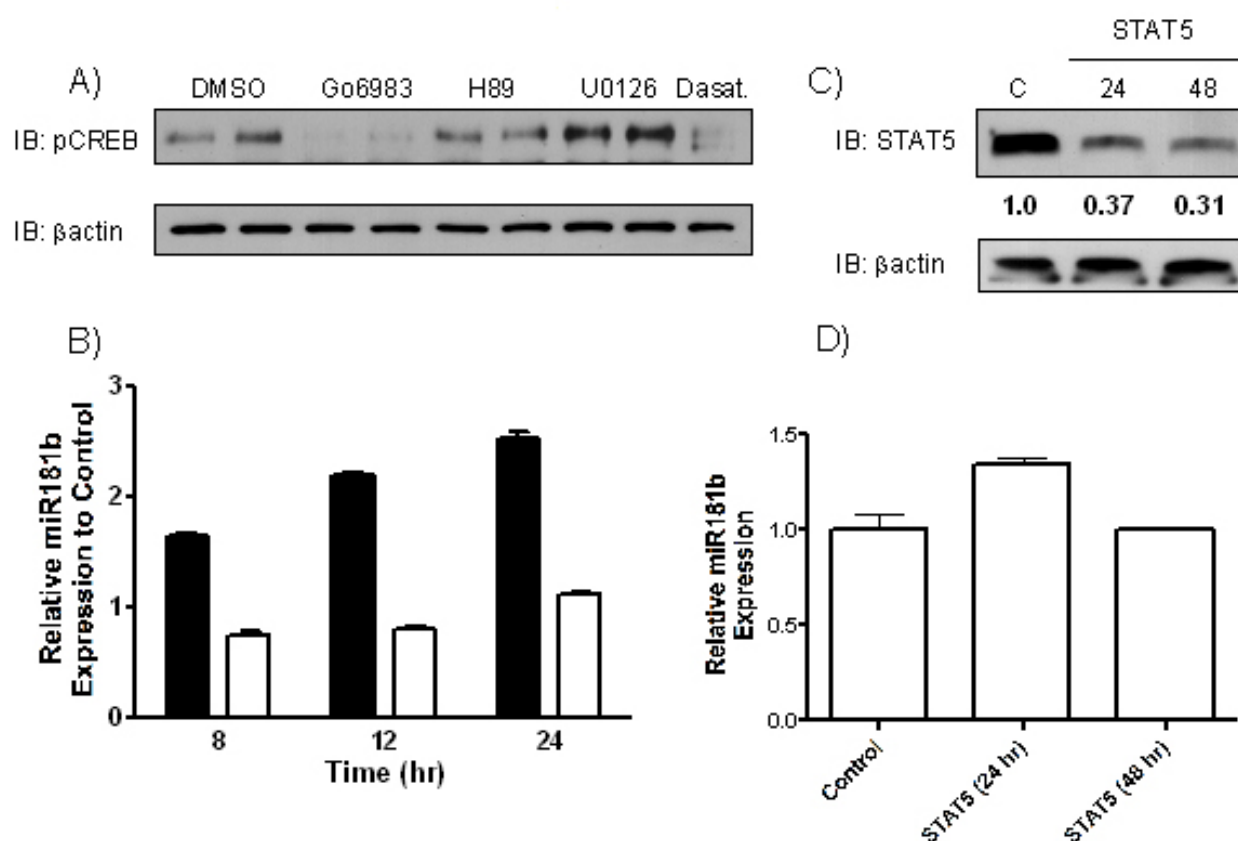 A)
DMSO Go6983 H89 U0126 Dasat.
IB: pCREB
IB: βactin
B)
Relative miR181b
Expression to Control
3
2
1
0
8 12 24
Time (hr)
C)
STAT5
C 24 48
IB: STAT5
1.0 0.37 0.31
IB: βactin
D)
Relative miR181b
Expression
1.5
1.0
0.5
0.0
Control
STAT5 (24 hr)
STAT5 (48 hr)